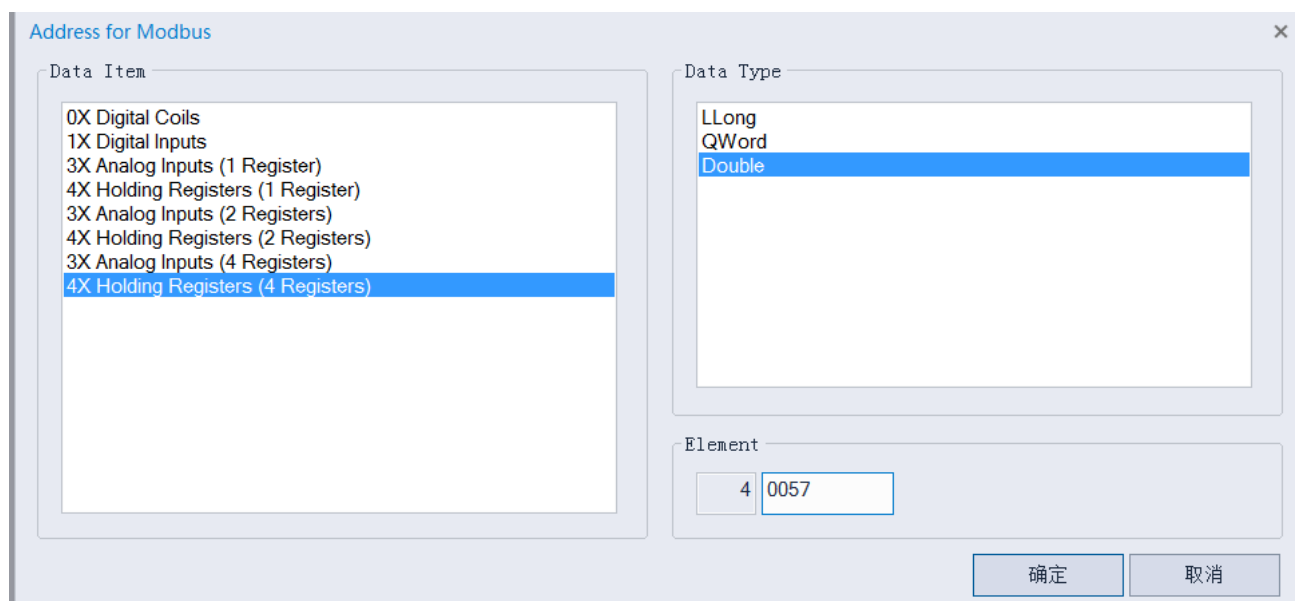 Address for Modbus
Data Item
0X Digital Coils
1X Digital Inputs
3X Analog Inputs (1 Register)
4X Holding Registers (1 Register)
3X Analog Inputs (2 Registers)
4X Holding Registers (2 Registers)
3X Analog Inputs (4 Registers)
4X Holding Registers (4 Registers)
Data Type
LLong
QWord
Double
Element
4 0057
确定 取消